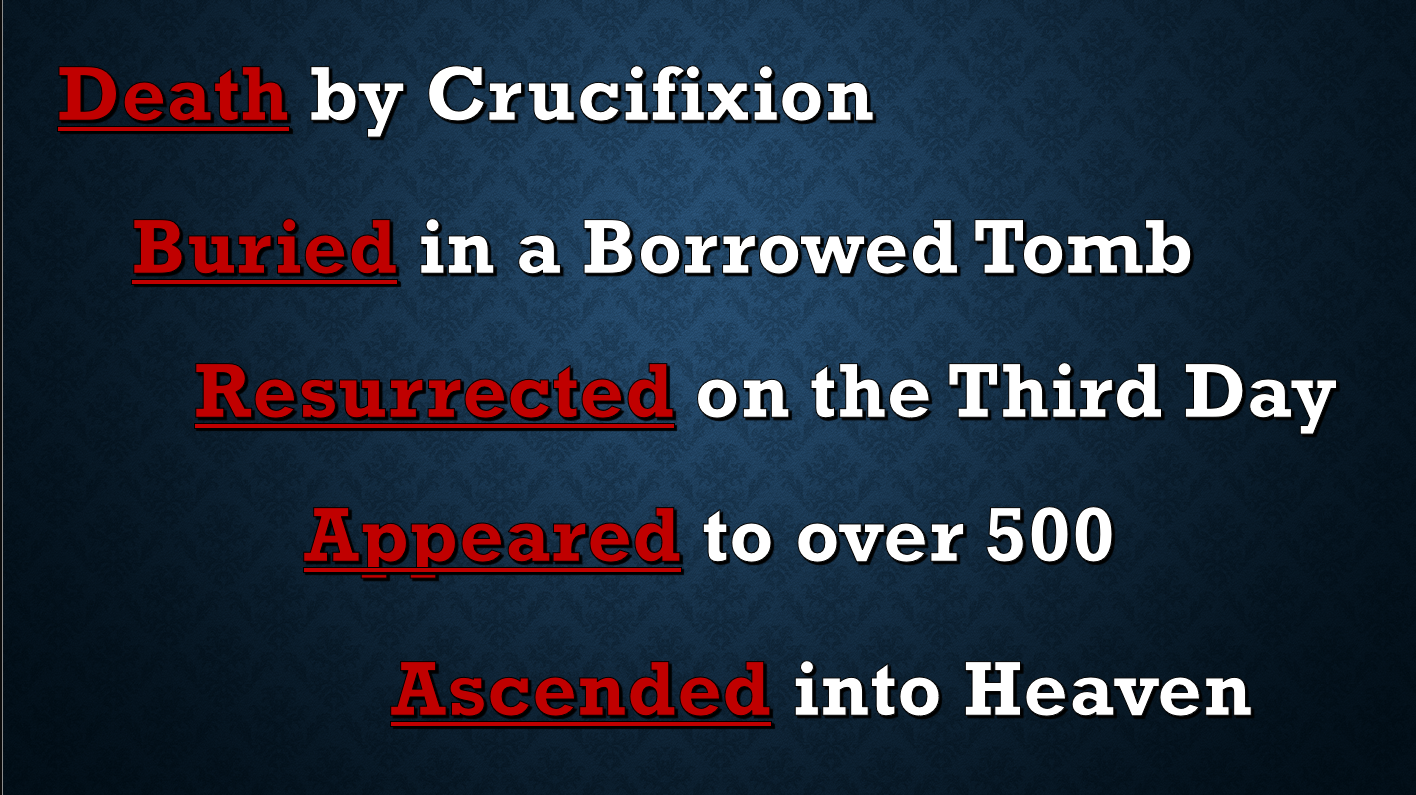 Death by Crucifixion
Buried in a Borrowed Tomb
Resurrected on the Third Day
Appeared to over 500
Ascended into Heaven